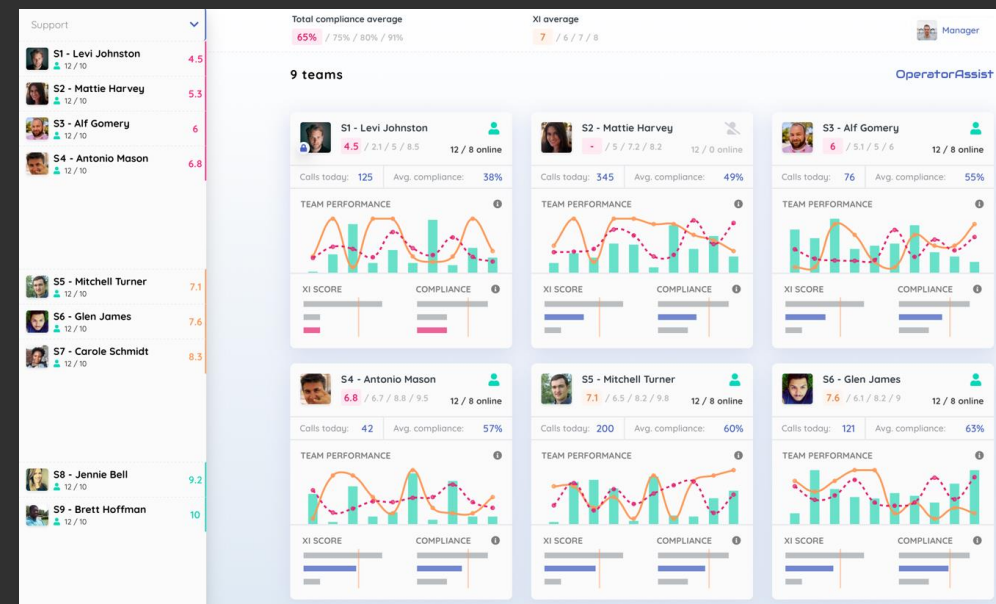 Support
S1 - Levi Johnston
12 / 10
4.5
S2 - Mattie Harvey
12 / 10
5.3
S3 - Alf Gomery
12 / 10
6
S4 - Antonio Mason
12 / 10
6.8
S5 - Mitchell Turner
12 / 10
7.1
S6 - Glen James
12 / 10
7.6
S7 - Carole Schmidt
12 / 10
8.3
S8 - Jennie Bell
12 / 10
9.2
S9 - Brett Hoffman
12 / 10
10
Total compliance average
65% / 75% / 80% / 91%
XI average
7 / 6 / 7 / 8
Manager
9 teams
OperatorAssist
S1 - Levi Johnston
4.5 / 2.1 / 5 / 8.5
12 / 8 online
Calls today: 125
Avg. compliance: 38%
TEAM PERFORMANCE
XI SCORE
COMPLIANCE
S2 - Mattie Harvey
- / 5 / 7.2 / 8.2
12 / 0 online
Calls today: 345
Avg. compliance: 49%
TEAM PERFORMANCE
XI SCORE
COMPLIANCE
S3 - Alf Gomery
6 / 5.1 / 5 / 6
12 / 8 online
Calls today: 76
Avg. compliance: 55%
TEAM PERFORMANCE
XI SCORE
COMPLIANCE
S4 - Antonio Mason
6.8 / 6.7 / 8.8 / 9.5
12 / 8 online
Calls today: 42
Avg. compliance: 57%
TEAM PERFORMANCE
XI SCORE
COMPLIANCE
S5 - Mitchell Turner
7.1 / 6.5 / 8.2 / 9.8
12 / 8 online
Calls today: 200
Avg. compliance: 60%
TEAM PERFORMANCE
XI SCORE
COMPLIANCE
S6 - Glen James
7.6 / 6.1 / 8.2 / 9
12 / 8 online
Calls today: 121
Avg. compliance: 63%
TEAM PERFORMANCE
XI SCORE
COMPLIANCE